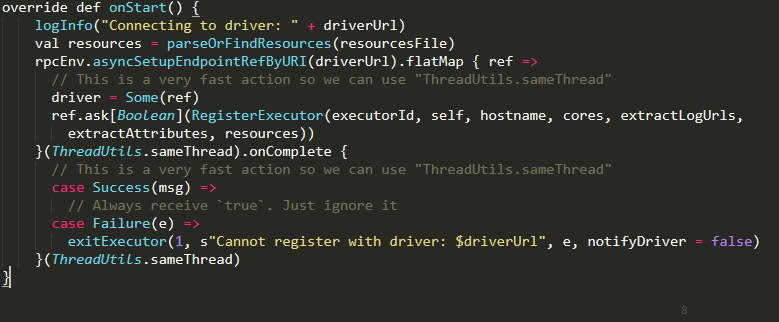 override def onStart() {
    logInfo("Connecting to driver: " + driverUrl)
    val resources = parseOrFindResources(resourcesFile)
    rpcEnv.asyncSetupEndpointRefByURI(driverUrl).flatMap { ref =>
      // This is a very fast action so we can use "ThreadUtils.sameThread"
      driver = Some(ref)
      ref.ask[Boolean](RegisterExecutor(executorId, self, hostname, cores, extractLogUrls,
        extractAttributes, resources))
    }(ThreadUtils.sameThread).onComplete {
      // This is a very fast action so we can use "ThreadUtils.sameThread"
      case Success(msg) =>
        // Always receive `true`. Just ignore it
      case Failure(e) =>
        exitExecutor(1, s"Cannot register with driver: $driverUrl", e, notifyDriver = false)
    }(ThreadUtils.sameThread)
}
8